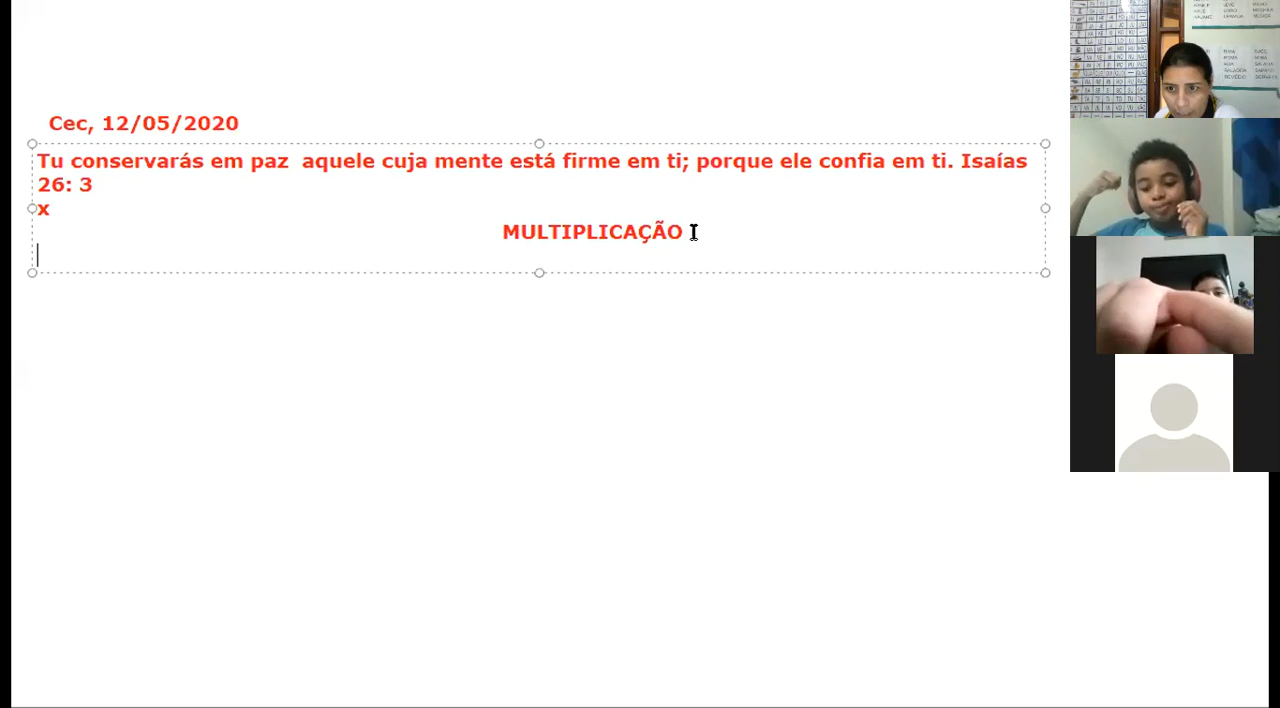 Cec, 12/05/2020
Tu conservarás em paz  aquele cuja mente está firme em ti; porque ele confia em ti. Isaías
26: 3
x
MULTIPLICAÇÃO